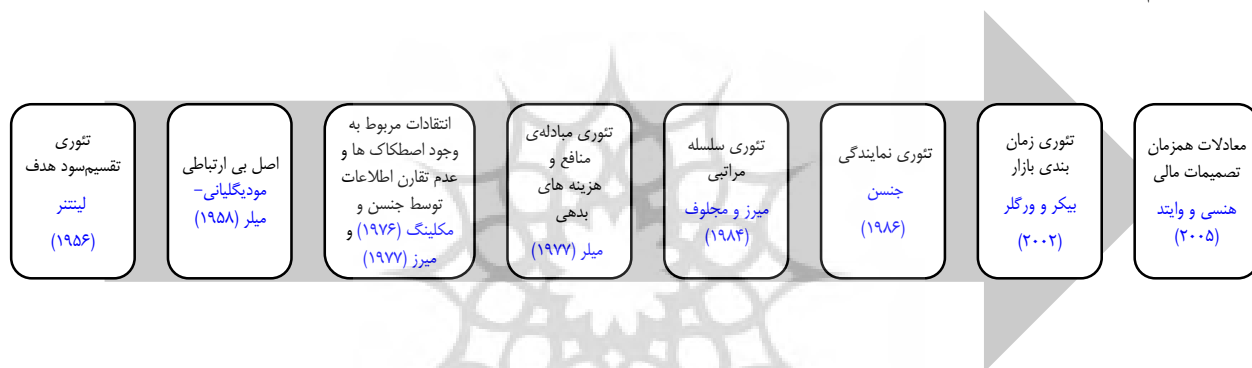 تئوری
تقسیم‌سود هدف
لینتنر
(۱۹۵۶)
اصل بی ارتباطی
مودیگلیانی-
میلر (۱۹۵۸)
انتقادات مربوط به
وجود اصطکاک ها و
عدم تقارن اطلاعات
توسط جنسن و
مکلینگ (۱۹۷۶) و
میرز (۱۹۷۷)
تئوری مبادله‌ی
منافع و
هزینه های
بدهی
میلر (۱۹۷۷)
تئوری سلسله
مراتبی
میرز و مجلوف
(۱۹۸۴)
تئوری نمایندگی
جنسن
(۱۹۸۶)
تئوری زمان
بندی بازار
بیکر و ورگلر
(۲۰۰۲)
معادلات همزمان
تصمیمات مالی
هنسی و وایتد
(۲۰۰۵)